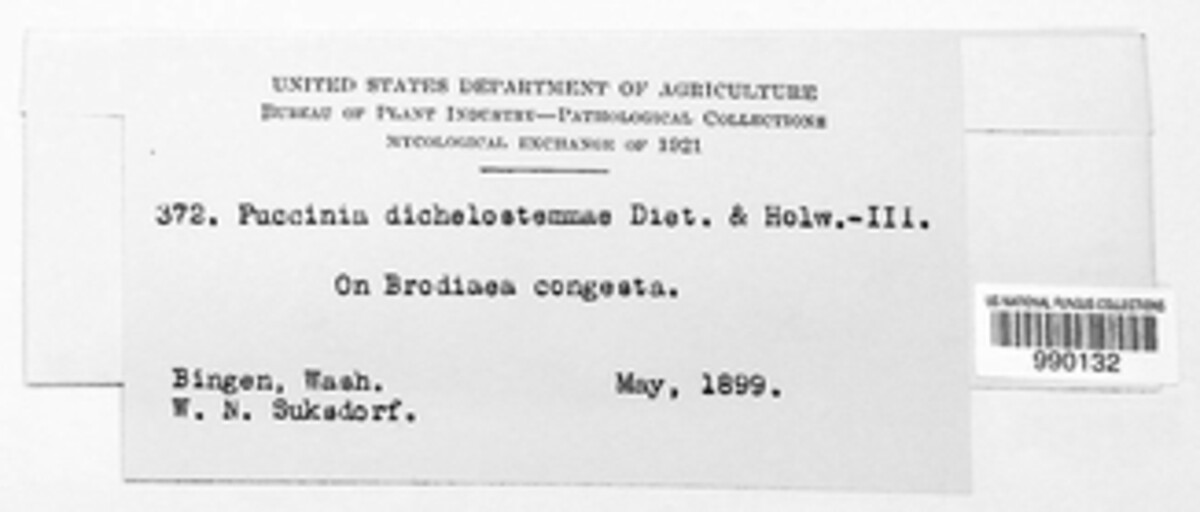 UNITED STATES DEPARTMENT OF AGRICULTURE
BUREAU OF PLANT INDUSTRY—PATHOLOGICAL COLLECTIONS
MYCOLOGICAL EXCHANGE OF 1921
372. Puccinia dichelostemmae Diet. & Holw.-III.
On Brodiaea congesta.
Bingen, Wash.
May, 1899.
W. N. Suksdorf.
US NATIONAL FUNGUS COLLECTIONS
990132